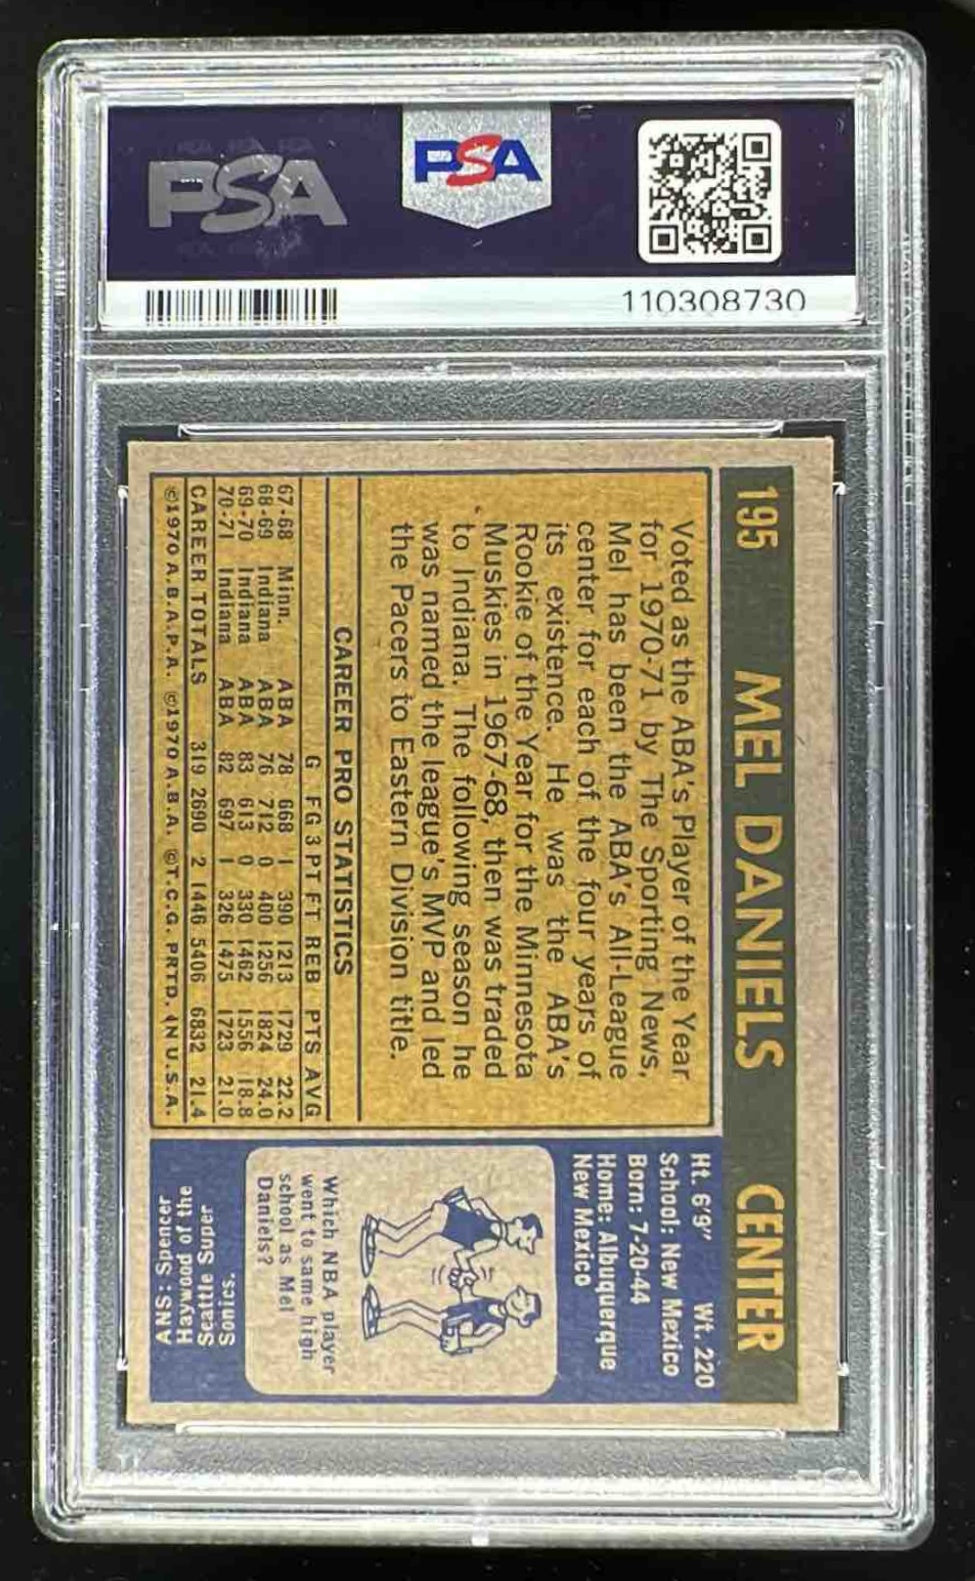 PSA
PSA
110308730
195 MEL DANIELS CENTER
Voted as the ABA's Player of the Year
for 1970-71 by The Sporting News,
Mel has been the ABA's All-League
center for each of the four years of
its existence. He was the ABA's
Rookie of the Year for the Minnesota
Muskies in 1967-68, then was traded
to Indiana. The following season he
was named the league's MVP and led
the Pacers to Eastern Division title.
CAREER PRO STATISTICS
G FG 3PT FT REB PTS AVG
67-68 Minn. ABA 78 668 1 390 1213 1729 22.2
68-69 Indiana ABA 76 712 0 400 1256 1824 24.0
69-70 Indiana ABA 83 613 0 330 1462 1556 18.8
70-71 Indiana ABA 82 697 1 326 1475 1723 21.0
CAREER TOTALS 319 2690 2 1446 5406 6832 21.4
©1970 A.B.A.P.A. ©1970 A.B.A. ©T.C.G. PRTD. IN U.S.A.
Ht. 6'9" Wt. 220
School: New Mexico
Born: 7-20-44
Home: Albuquerque
New Mexico
Which NBA player
went to same high
school as Mel
Daniels?
ANS: Spencer
Haywood of the
Seattle Super
Sonics.